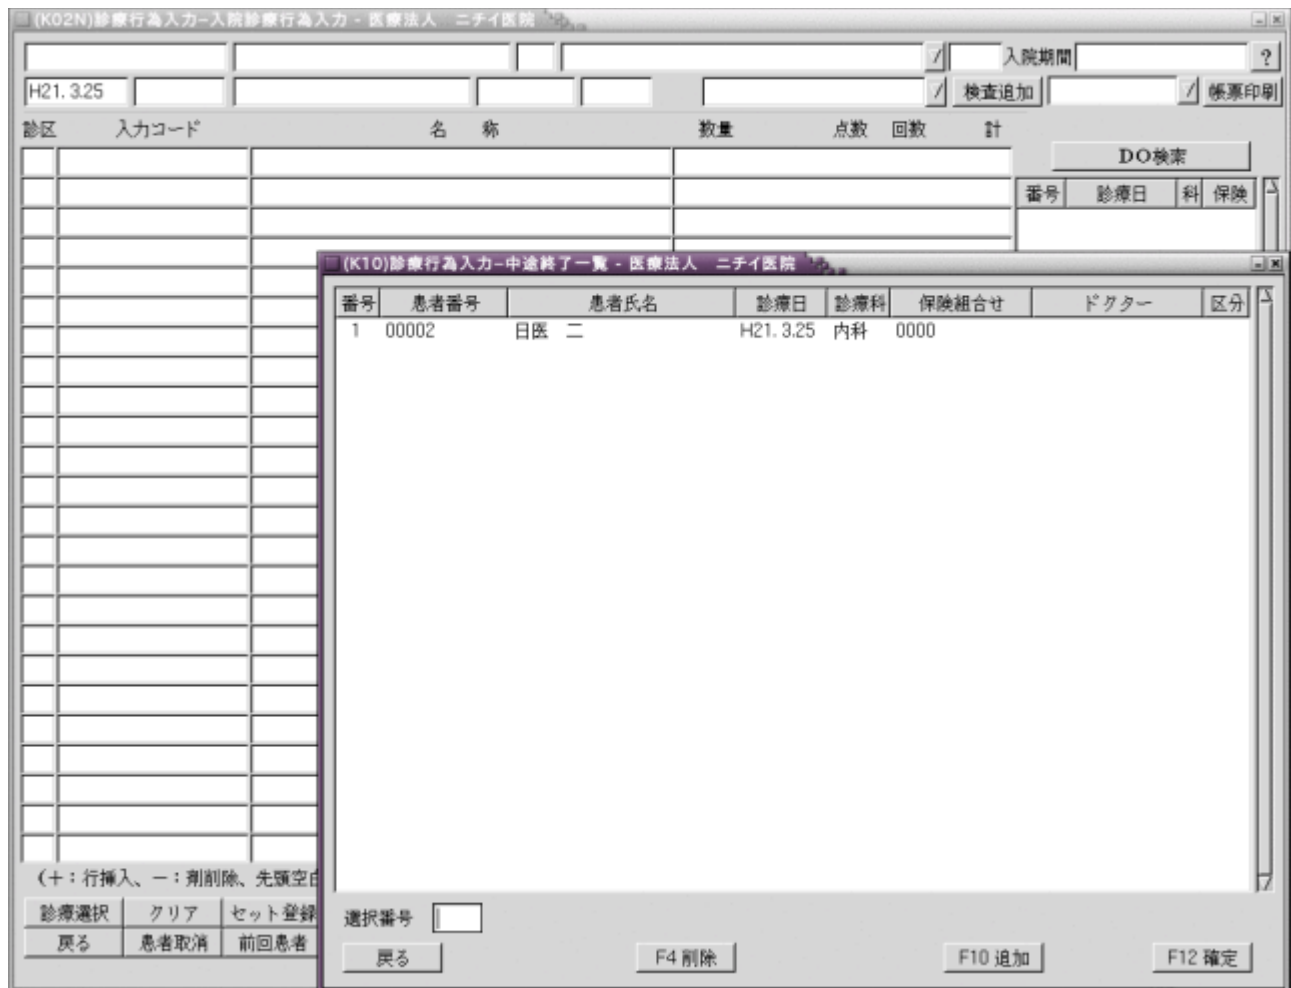 (K02N)診療行為入力-入院診療行為入力 - 医療法人　ニチイ医院
入院期間 ?
H21. 3.25 検査追加 帳票印刷
診区 入力コード 名　称 数量 点数 回数 計
DO検索
番号 診療日 科 保険
(K10)診療行為入力-中途終了一覧 - 医療法人　ニチイ医院
番号 患者番号 患者氏名 診療日 診療科 保険組合せ ドクター 区分
1 00002 日医　二 H21. 3.25 内科 0000
(＋：行挿入、－：剤削除、先頭空白
診療選択 クリア セット登録
戻る 患者取消 前回患者
選択番号
戻る F4 削除 F10 追加 F12 確定